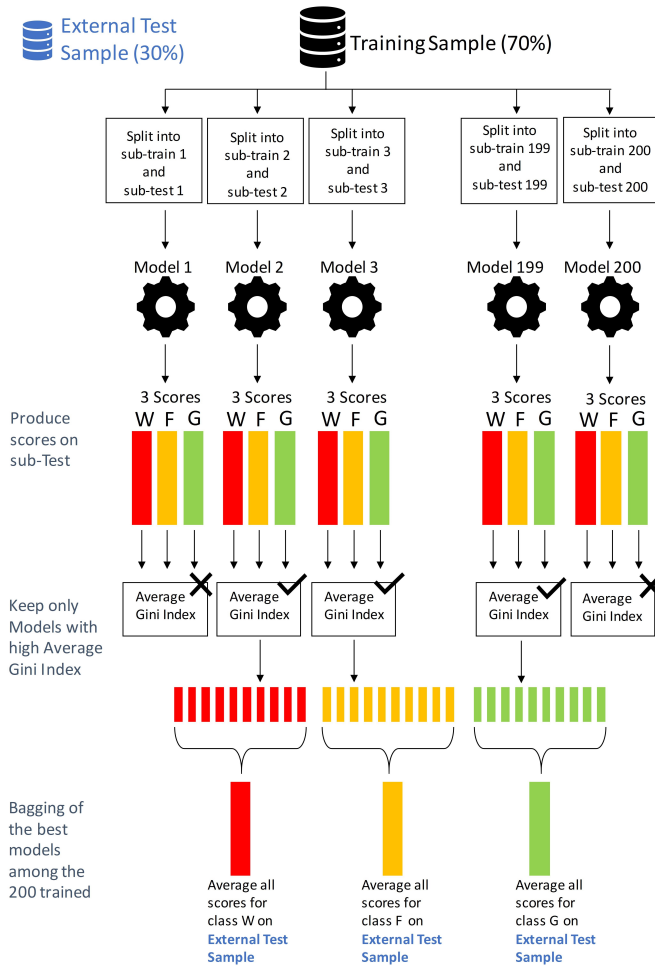 External Test
Sample (30%)
Training Sample (70%)
Split into
sub-train 1
and
sub-test 1
Split into
sub-train 2
and
sub-test 2
Split into
sub-train 3
and
sub-test 3
Split into
sub-train 199
and
sub-test 199
Split into
sub-train 200
and
sub-test 200
Model 1
Model 2
Model 3
Model 199
Model 200
Produce
scores on
sub-Test
3 Scores
W F G
3 Scores
W F G
3 Scores
W F G
3 Scores
W F G
3 Scores
W F G
Keep only
Models with
high Average
Gini Index
Average
Gini Index
Average
Gini Index
Average
Gini Index
Average
Gini Index
Average
Gini Index
Bagging of
the best
models
among the
200 trained
Average all
scores for
class W on
External Test
Sample
Average all
scores for
class F on
External Test
Sample
Average all
scores for
class G on
External Test
Sample